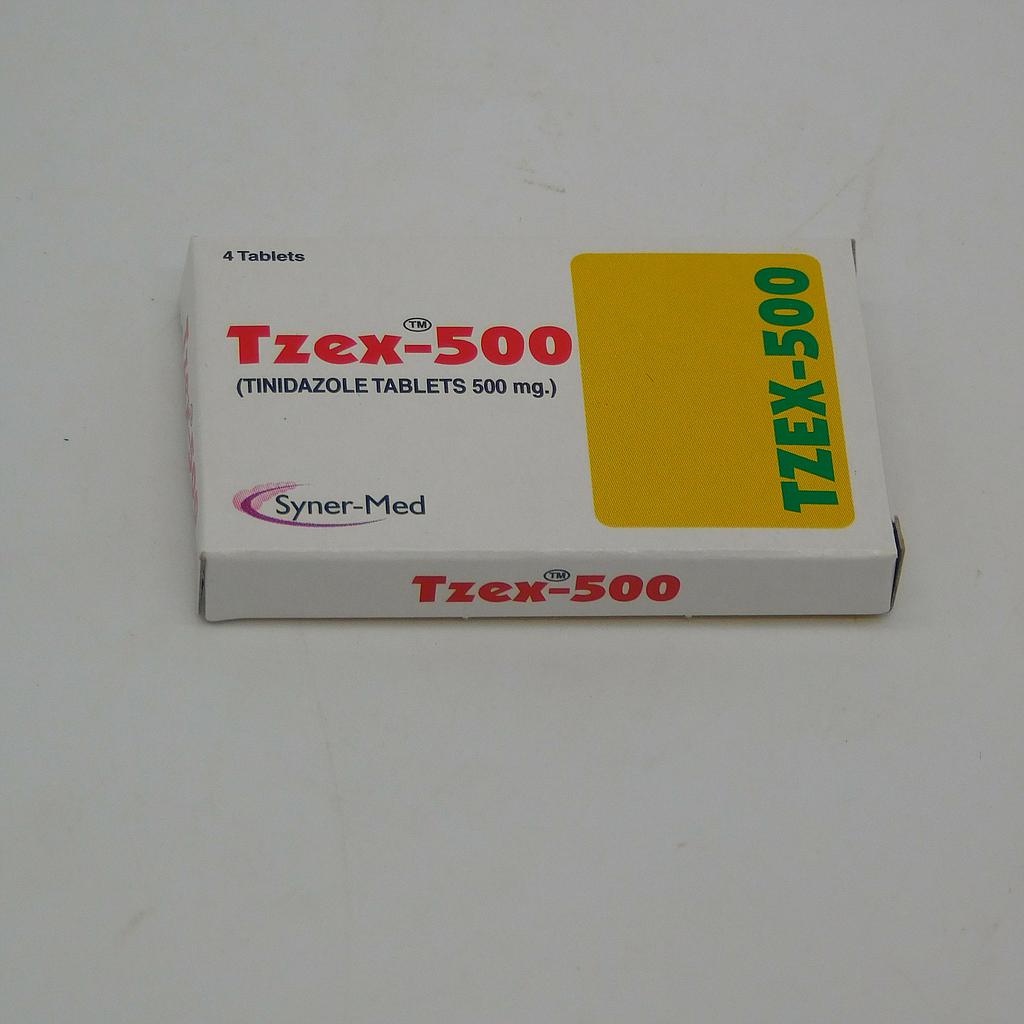 4 Tablets
Tzex™-500
(TINIDAZOLE TABLETS 500 mg.)
Syner-Med
TZEX-500
Tzex™-500